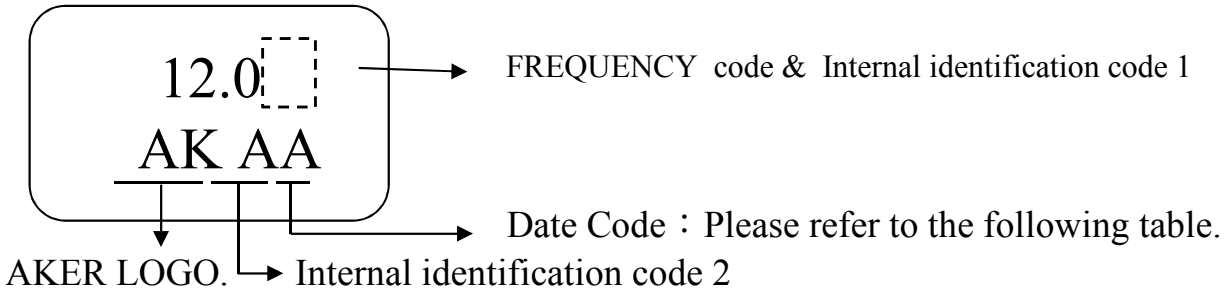 12.0
FREQUENCY code & Internal identification code 1
AK AA
Date Code：Please refer to the following table.
AKER LOGO.
Internal identification code 2